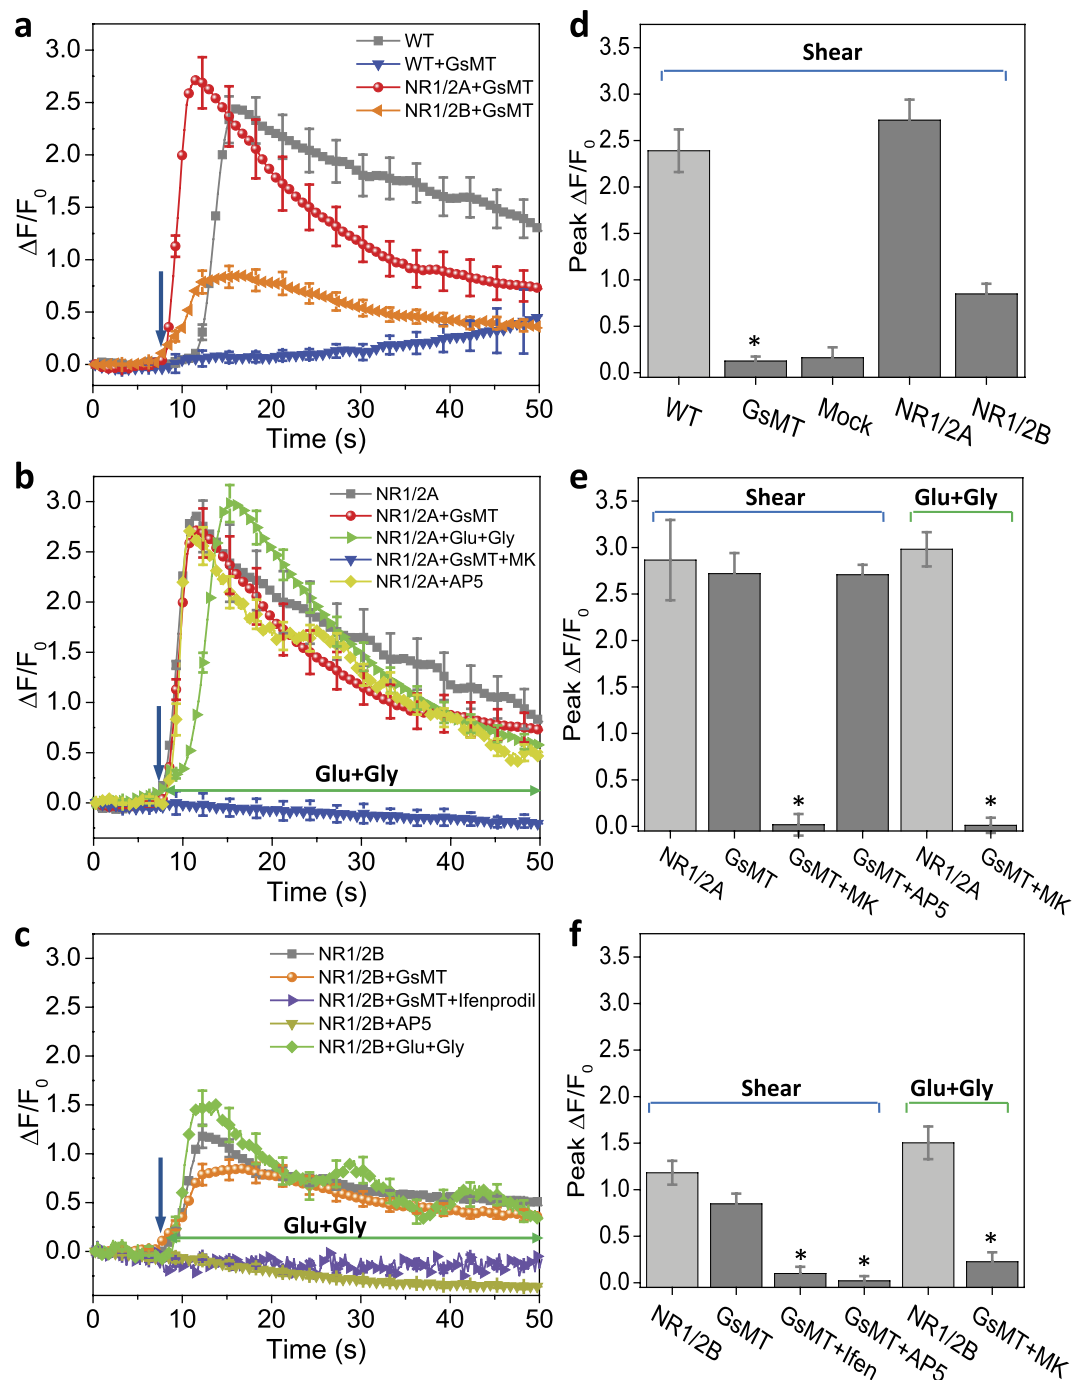 a
WT
WT+GsMT
NR1/2A+GsMT
NR1/2B+GsMT
3.0
2.5
2.0
1.5
1.0
0.5
0.0
ΔF/F0
0 10 20 30 40 50
Time (s)
d
Shear
3.5
3.0
2.5
2.0
1.5
1.0
0.5
0.0
Peak ΔF/F0
*
WT GsMT Mock NR1/2A NR1/2B
b
NR1/2A
NR1/2A+GsMT
NR1/2A+Glu+Gly
NR1/2A+GsMT+MK
NR1/2A+AP5
3.0
2.5
2.0
1.5
1.0
0.5
0.0
ΔF/F0
Glu+Gly
0 10 20 30 40 50
Time (s)
e
Shear Glu+Gly
3.5
3.0
2.5
2.0
1.5
1.0
0.5
0.0
Peak ΔF/F0
* *
NR1/2A GsMT GsMT+MK GsMT+AP5 NR1/2A GsMT+MK
c
NR1/2B
NR1/2B+GsMT
NR1/2B+GsMT+Ifenprodil
NR1/2B+AP5
NR1/2B+Glu+Gly
3.0
2.5
2.0
1.5
1.0
0.5
0.0
ΔF/F0
Glu+Gly
0 10 20 30 40 50
Time (s)
f
3.5
3.0
2.5
2.0
1.5
1.0
0.5
0.0
Peak ΔF/F0
Shear Glu+Gly
* * *
NR1/2B GsMT GsMT+Ifen GsMT+AP5 NR1/2B GsMT+MK